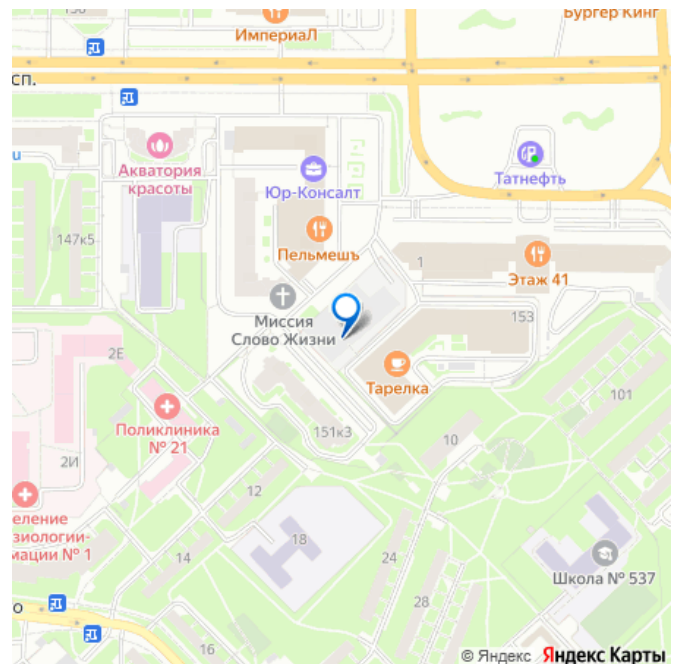 150
ИмпериаЛ
Бургер Кинг
сп.
Акватория
красоты
Юр-Консалт
Татнефть
u
147к5
Пельмешъ
1
Этаж 41
Миссия
Слово Жизни
153
2Е
Тарелка
101
Поликлиника
№ 21
151к3
10
2И
12
еление
зиологии-
мации № 1
18
14
24
Школа № 537
28
о
16
© Яндекс Яндекс Карты